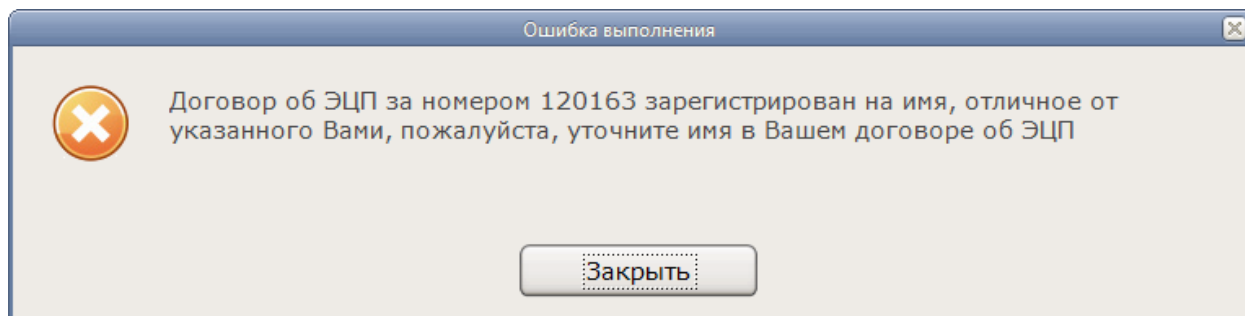 Ошибка выполнения
Договор об ЭЦП за номером 120163 зарегистрирован на имя, отличное от
указанного Вами, пожалуйста, уточните имя в Вашем договоре об ЭЦП
Закрыть